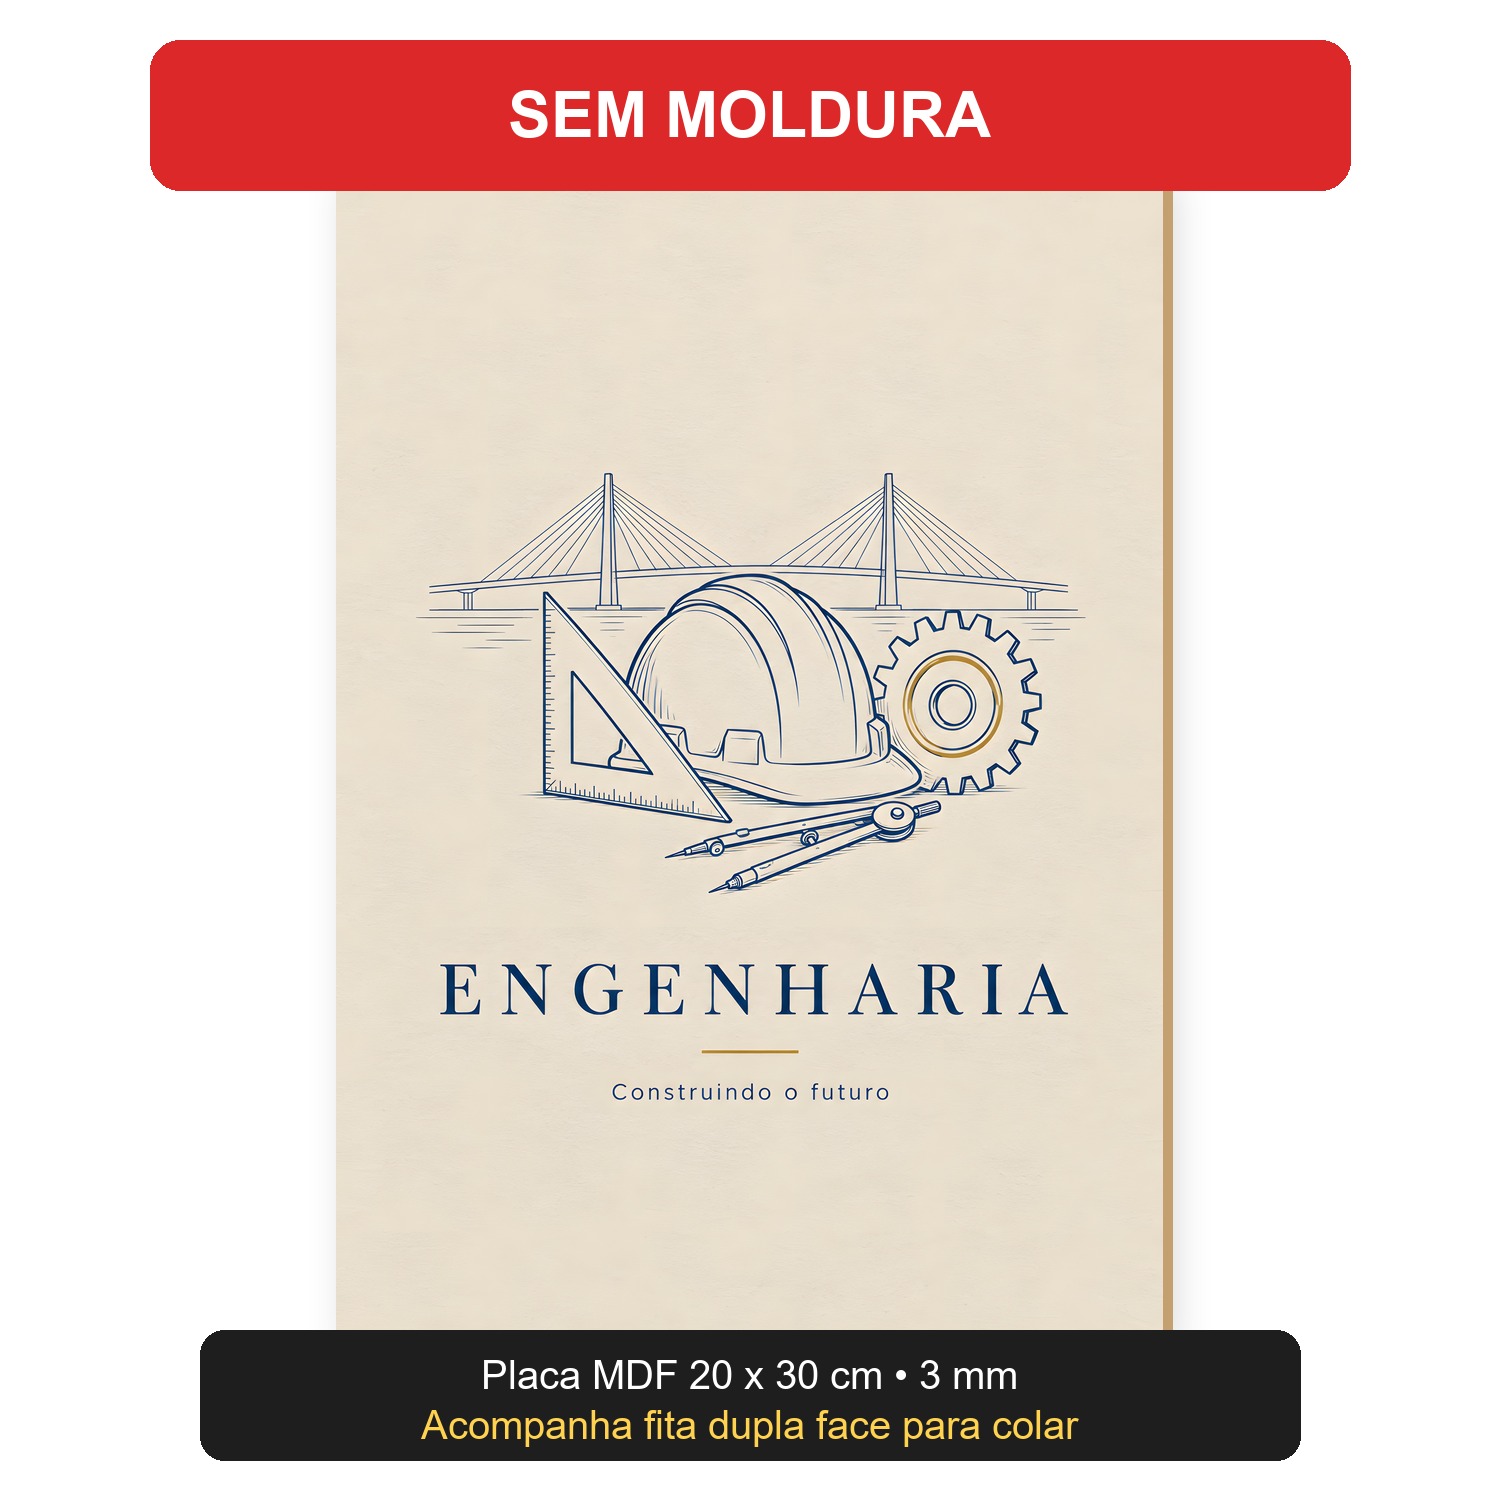 SEM MOLDURA
ENGENHARIA
Construindo o futuro
Placa MDF 20 x 30 cm • 3 mm
Acompanha fita dupla face para colar